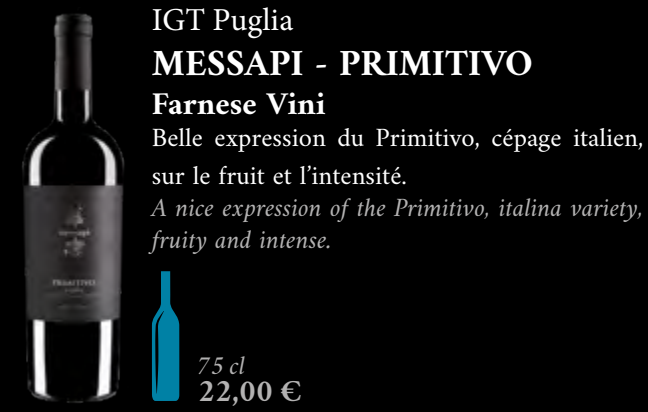 IGT Puglia
MESSAPI - PRIMITIVO
Farnese Vini
Belle expression du Primitivo, cépage italien,
sur le fruit et l'intensité.
A nice expression of the Primitivo, italina variety,
fruity and intense.
PRIMITIVO
75 cl
22,00 €